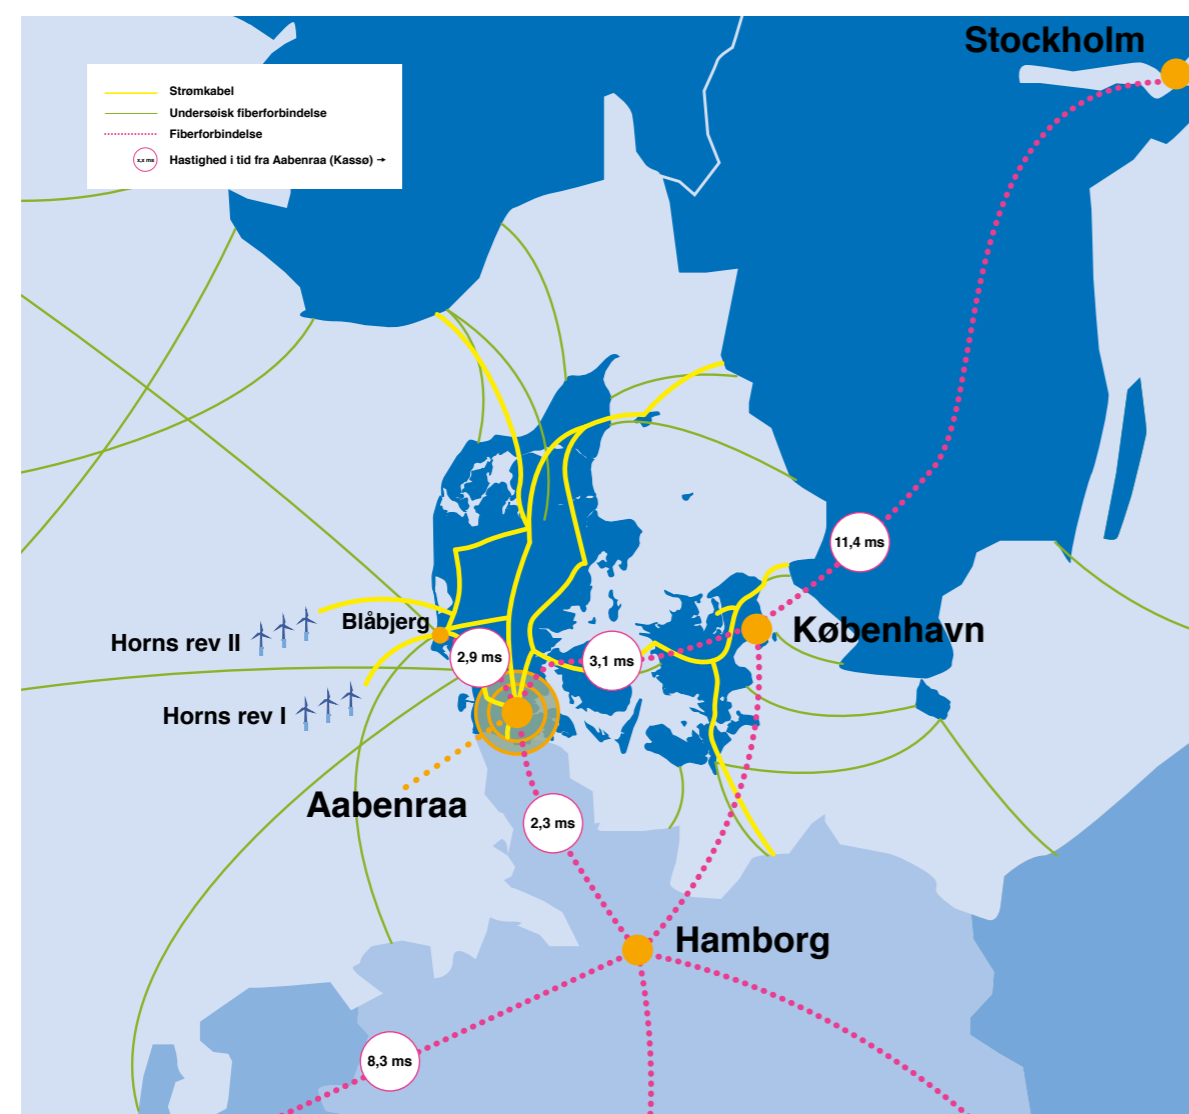 Stockholm
Strømkabel
Undersøisk fiberforbindelse
Fiberforbindelse
x,x ms
Hastighed i tid fra Aabenraa (Kassø) →
11,4 ms
Blåbjerg
Horns rev II
København
2,9 ms
3,1 ms
Horns rev I
Aabenraa
2,3 ms
Hamborg
8,3 ms